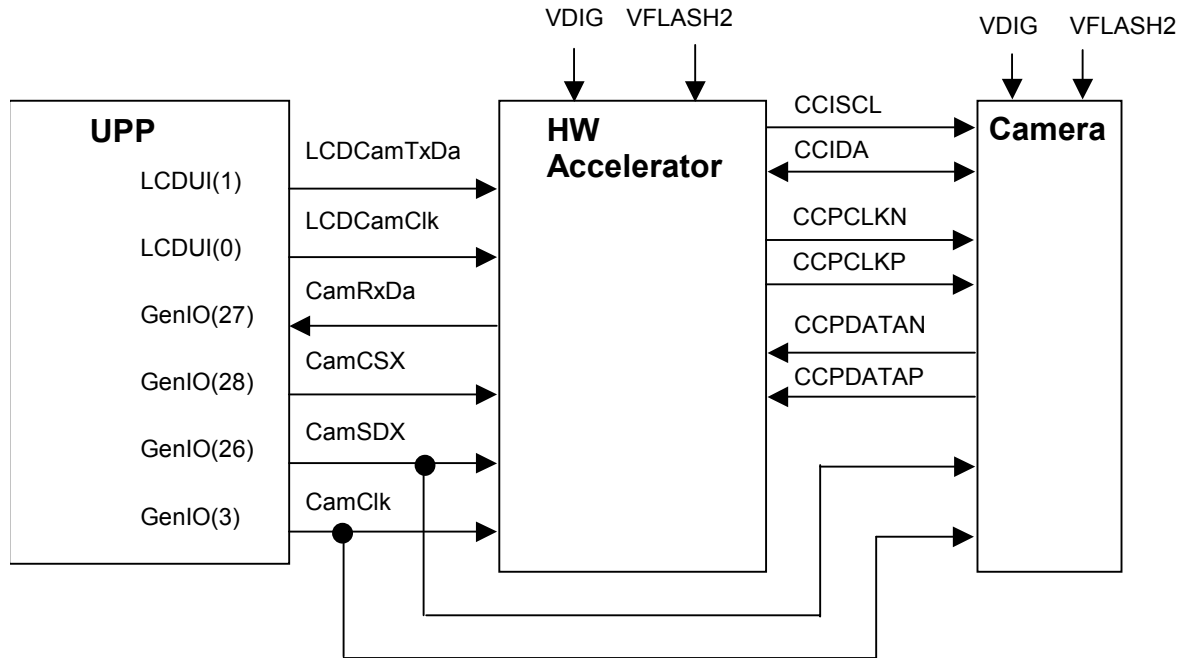 VDIG VFLASH2
VDIG VFLASH2
UPP
HW
Accelerator
Camera
LCDUI(1)
LCDCamTxDa
LCDUI(0)
LCDCamClk
GenIO(27)
CamRxDa
GenIO(28)
CamCSX
GenIO(26)
CamSDX
GenIO(3)
CamClk
CCISCL
CCIDA
CCPCLKN
CCPCLKP
CCPDATAN
CCPDATAP